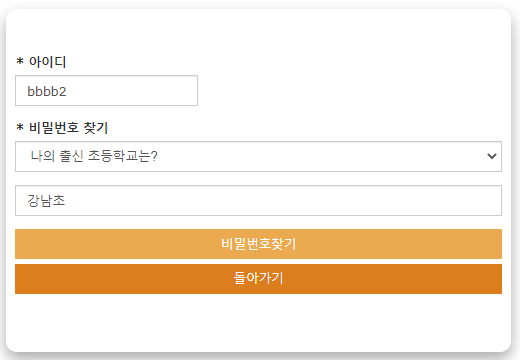 * 아이디
bbbb2
* 비밀번호 찾기
나의 출신 초등학교는?
강남초
비밀번호찾기
돌아가기